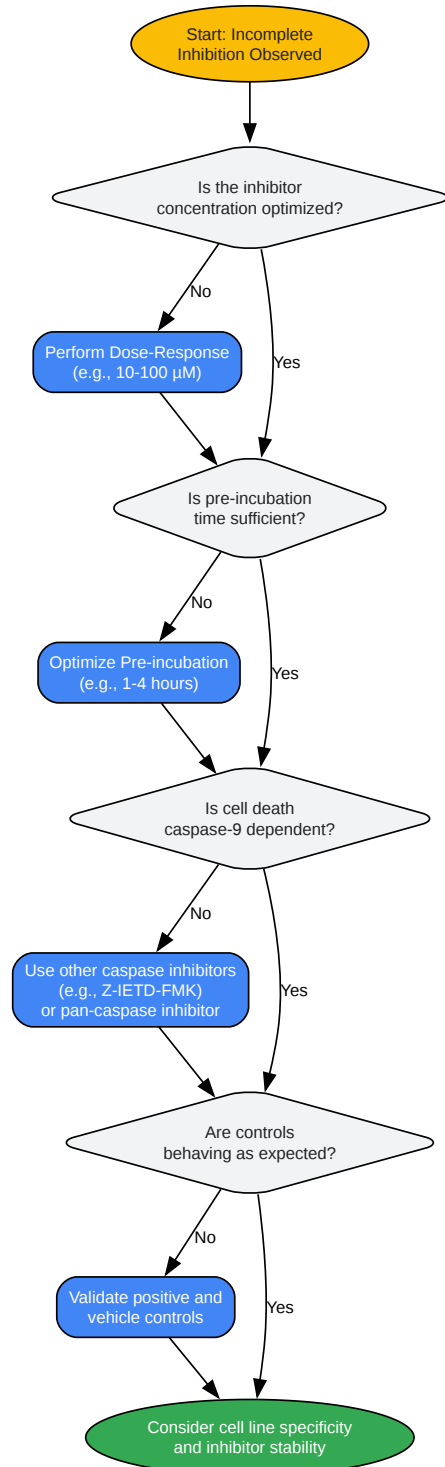 Start: Incomplete
Inhibition Observed
Is the inhibitor
concentration optimized?
No
Yes
Perform Dose-Response
(e.g., 10-100 µM)
Is pre-incubation
time sufficient?
No
Yes
Optimize Pre-incubation
(e.g., 1-4 hours)
Is cell death
caspase-9 dependent?
No
Yes
Use other caspase inhibitors
(e.g., Z-IETD-FMK)
or pan-caspase inhibitor
Are controls
behaving as expected?
No
Yes
Validate positive and
vehicle controls
Consider cell line specificity
and inhibitor stability